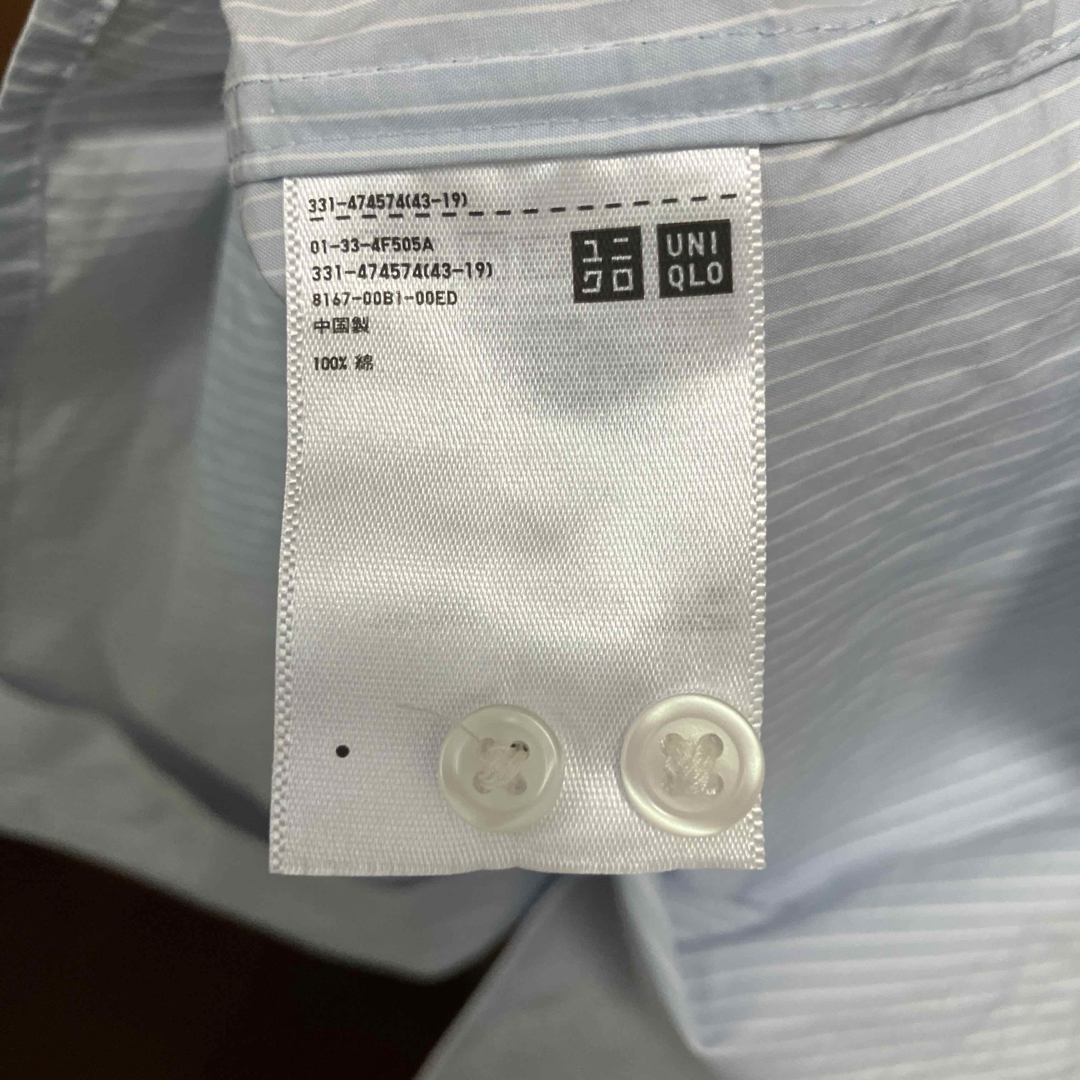 331-474574(43-19)
01-33-4F505A
331-474574(43-19)
8167-00B1-00ED
中国製
100% 綿
ユニ
クロ
UNI
QLO